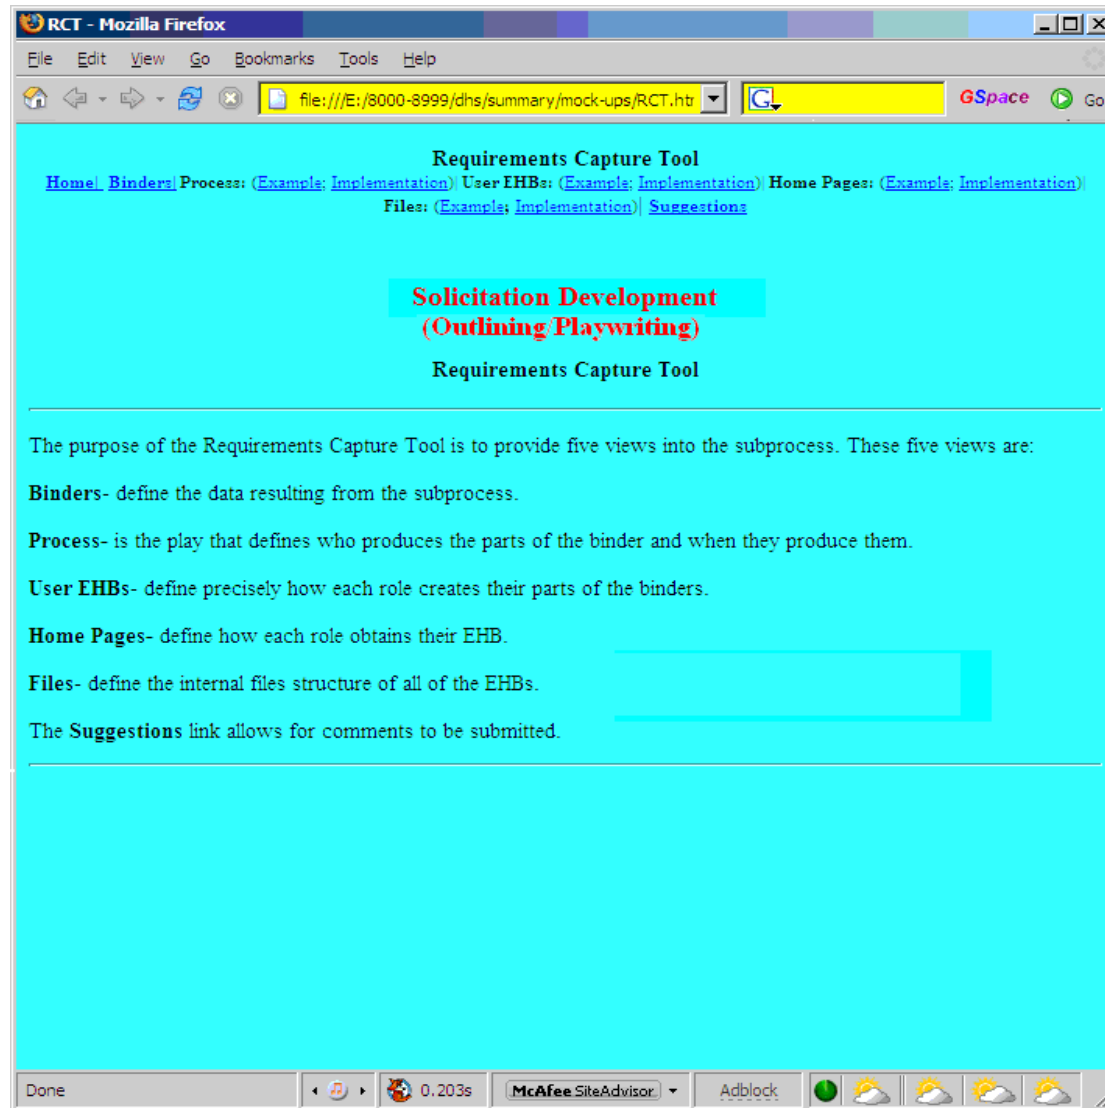 RCT - Mozilla Firefox
File Edit View Go Bookmarks Tools Help
file:///E:/8000-8999/dhs/summary/mock-ups/RCT.htr G GSpace Go
Requirements Capture Tool
Home| Binders| Process: (Example; Implementation)| User EHBs: (Example; Implementation)| Home Pages: (Example; Implementation)|
Files: (Example; Implementation)| Suggestions
Solicitation Development
(Outlining/Playwriting)
Requirements Capture Tool
The purpose of the Requirements Capture Tool is to provide five views into the subprocess. These five views are:
Binders- define the data resulting from the subprocess.
Process- is the play that defines who produces the parts of the binder and when they produce them.
User EHBs- define precisely how each role creates their parts of the binders.
Home Pages- define how each role obtains their EHB.
Files- define the internal files structure of all of the EHBs.
The Suggestions link allows for comments to be submitted.
Done 0.203s McAfee SiteAdvisor Adblock